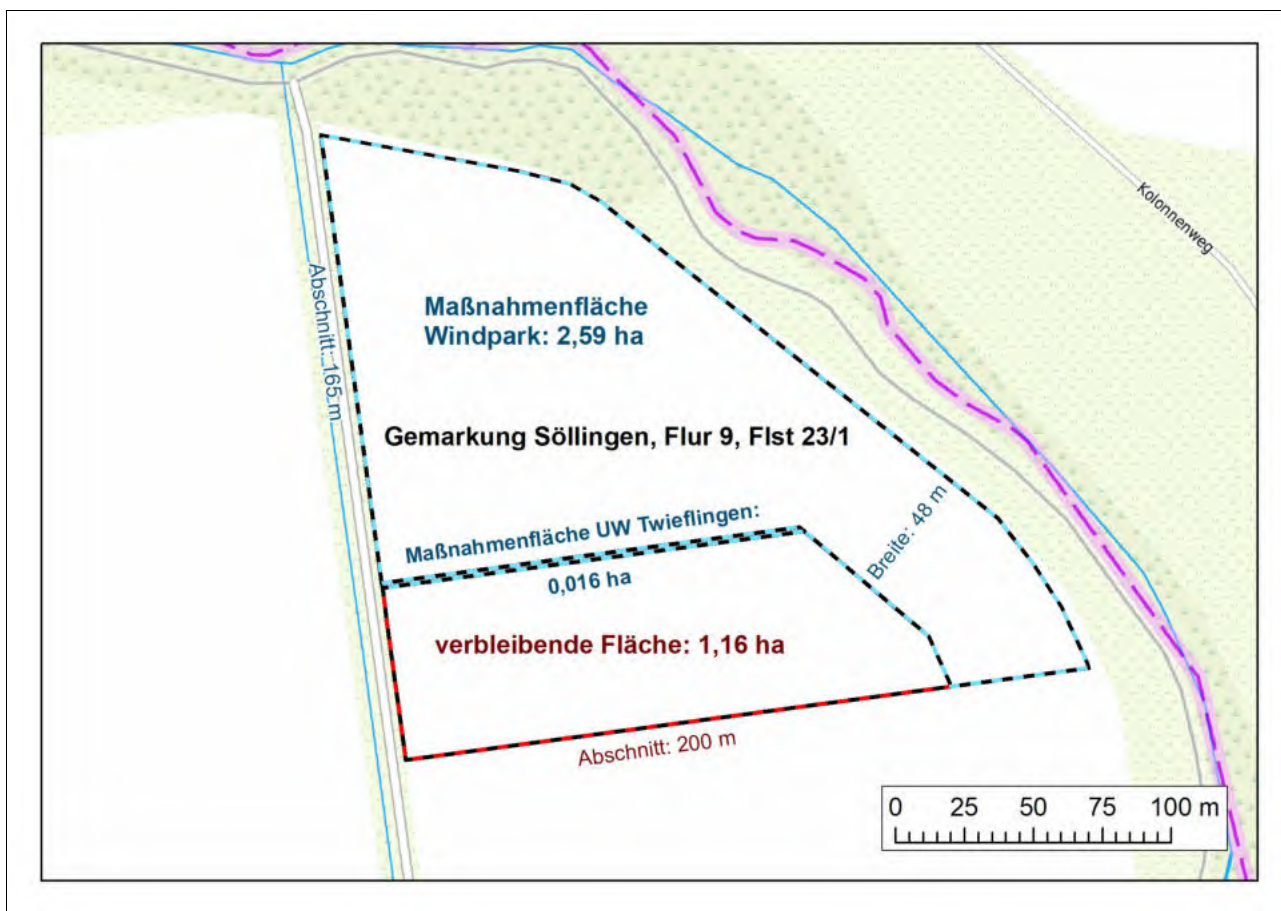 Kolonnenweg
Abschnitt: 165 m
Maßnahmenfläche
Windpark: 2,59 ha
Gemarkung Söllingen, Flur 9, Flst 23/1
Breite: 48 m
Maßnahmenfläche UW Twieflingen:
0,016 ha
verbleibende Fläche: 1,16 ha
Abschnitt: 200 m
0 25 50 75 100 m